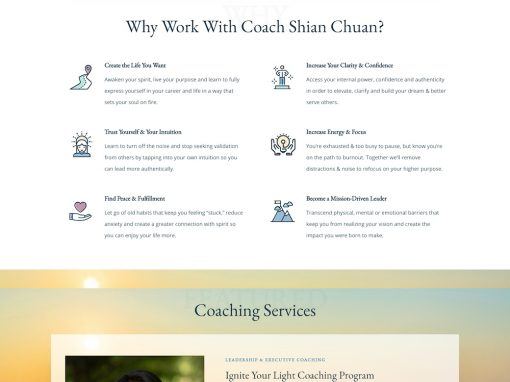 WHY
Why Work With Coach Shian Chuan?
Create the Life You Want
Awaken your spirit, live your purpose and learn to fully
express yourself in your career and life in a way that
sets your soul on fire.
Increase Your Clarity & Confidence
Access your internal power, confidence and authenticity
in order to elevate, clarify and build your dream & better
serve others.
Trust Yourself & Your Intuition
Learn to turn off the noise and stop seeking validation
from others by tapping into your own intuition so you
can lead more authentically.
Increase Energy & Focus
You're exhausted & too busy to pause, but know you're
on the path to burnout. Together we'll remove
distractions & noise to refocus on your higher purpose.
Find Peace & Fulfillment
Let go of old habits that keep you feeling "stuck," reduce
anxiety and create a greater connection with spirit so
you can enjoy your life more.
Become a Mission-Driven Leader
Transcend physical, mental or emotional barriers that
keep you from realizing your vision and create the
impact you were born to make.
FEATURED
Coaching Services
LEADERSHIP & EXECUTIVE COACHING
Ignite Your Light Coaching Program